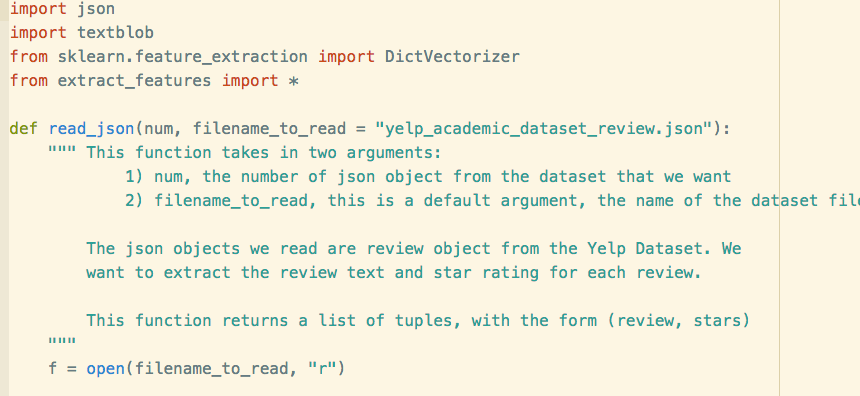 import json
import textblob
from sklearn.feature_extraction import DictVectorizer
from extract_features import *
def read_json(num, filename_to_read = "yelp_academic_dataset_review.json"):
""" This function takes in two arguments:
1) num, the number of json object from the dataset that we want
2) filename_to_read, this is a default argument, the name of the dataset file
The json objects we read are review object from the Yelp Dataset. We
want to extract the review text and star rating for each review.
This function returns a list of tuples, with the form (review, stars)
"""
f = open(filename_to_read, "r")